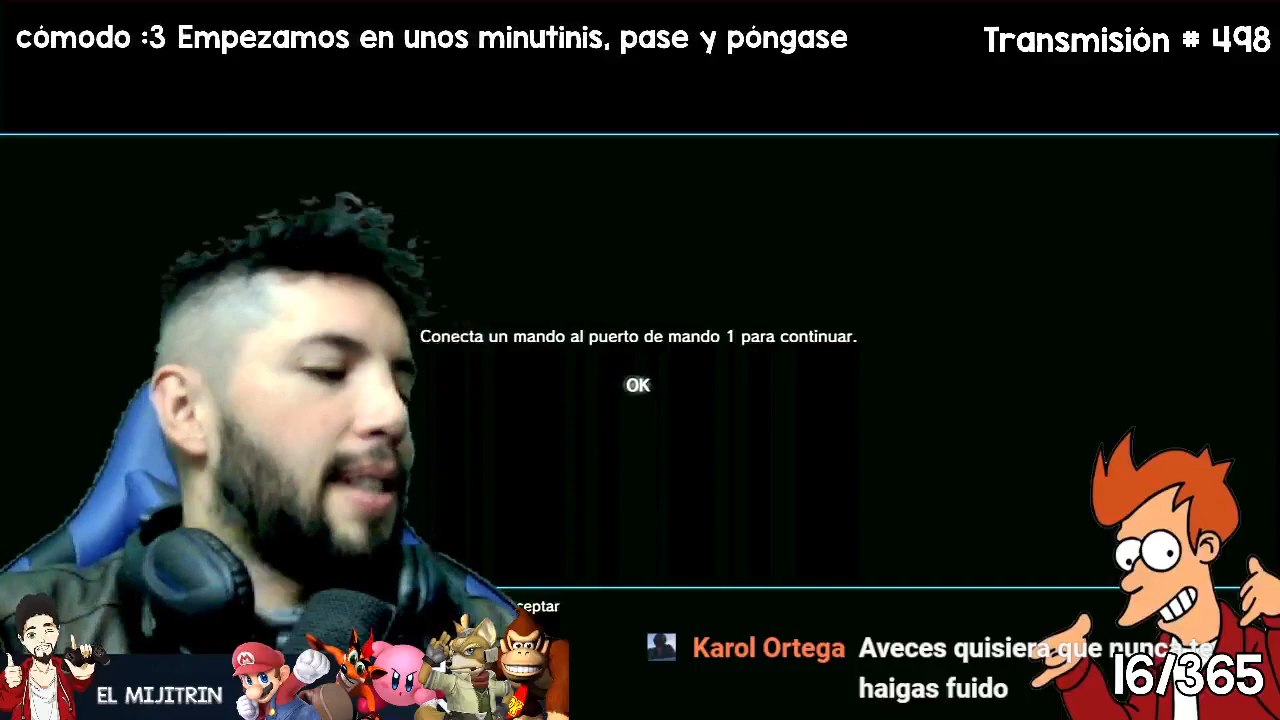 cómodo :3 Empezamos en unos minutinis, pase y póngase
Transmisión # 498
Conecta un mando al puerto de mando 1 para continuar.
OK
ceptar
Karol Ortega Aveces quisiera que nunca te
haigas fuido
16/365
EL MIJITRIN